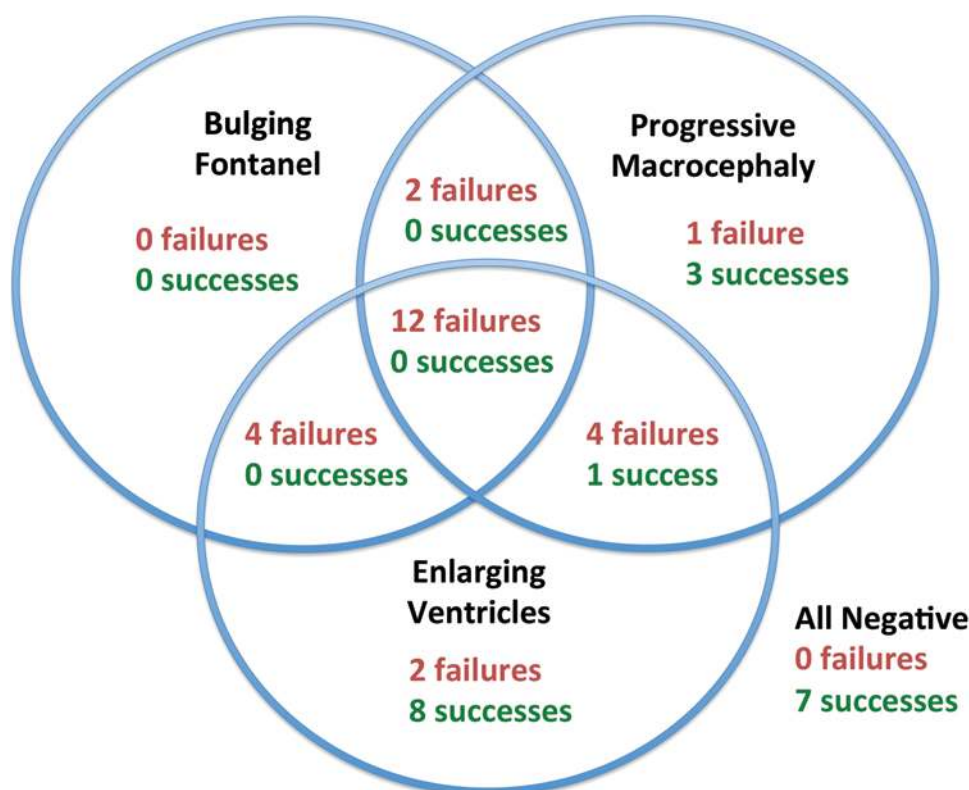 Bulging
Fontanel
0 failures
0 successes
2 failures
0 successes
Progressive
Macrocephaly
1 failure
3 successes
12 failures
0 successes
4 failures
0 successes
4 failures
1 success
Enlarging
Ventricles
2 failures
8 successes
All Negative
0 failures
7 successes